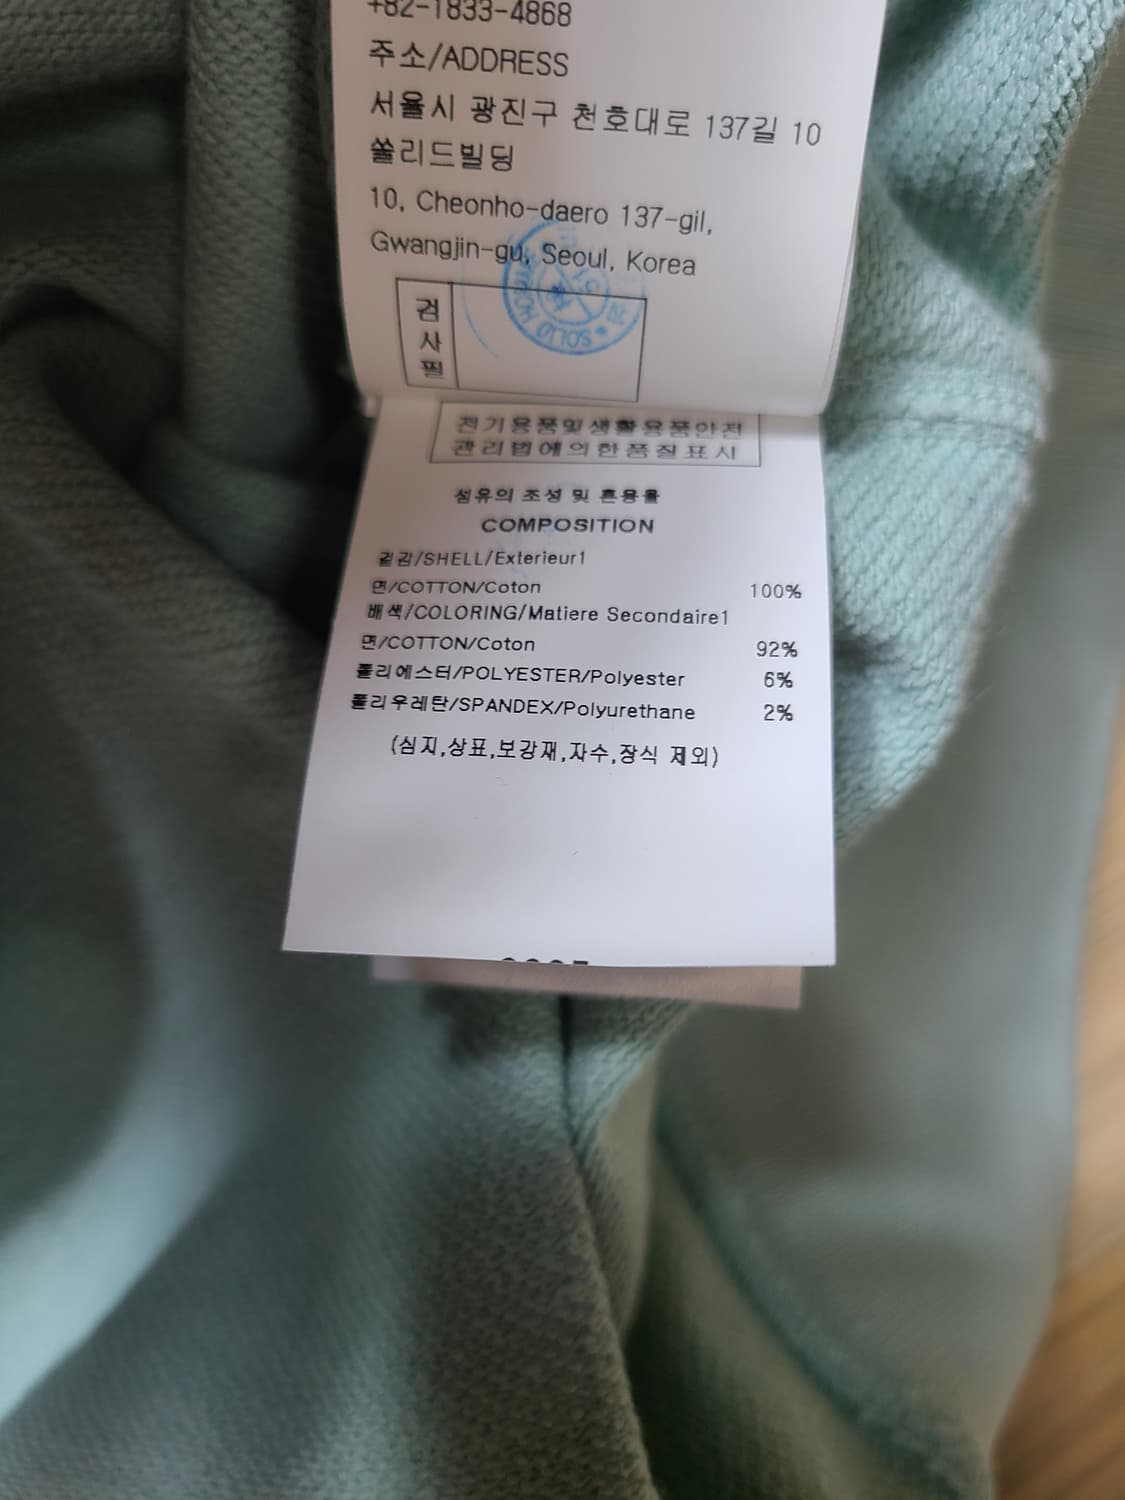 +82-1833-4868
주소/ADDRESS
서울시 광진구 천호대로 137길 10
쏠리드빌딩
10, Cheonho-daero 137-gil,
Gwangjin-gu, Seoul, Korea
검
사
필
SOLID HOMME
전기용품및생활용품안전
관리법에의한품질표시
섬유의 조성 및 혼용율
COMPOSITION
겉감/SHELL/Exterieur1
면/COTTON/Coton 100%
배색/COLORING/Matiere Secondaire1
면/COTTON/Coton 92%
폴리에스터/POLYESTER/Polyester 6%
폴리우레탄/SPANDEX/Polyurethane 2%
(심지,상표,보강재,자수,장식 제외)